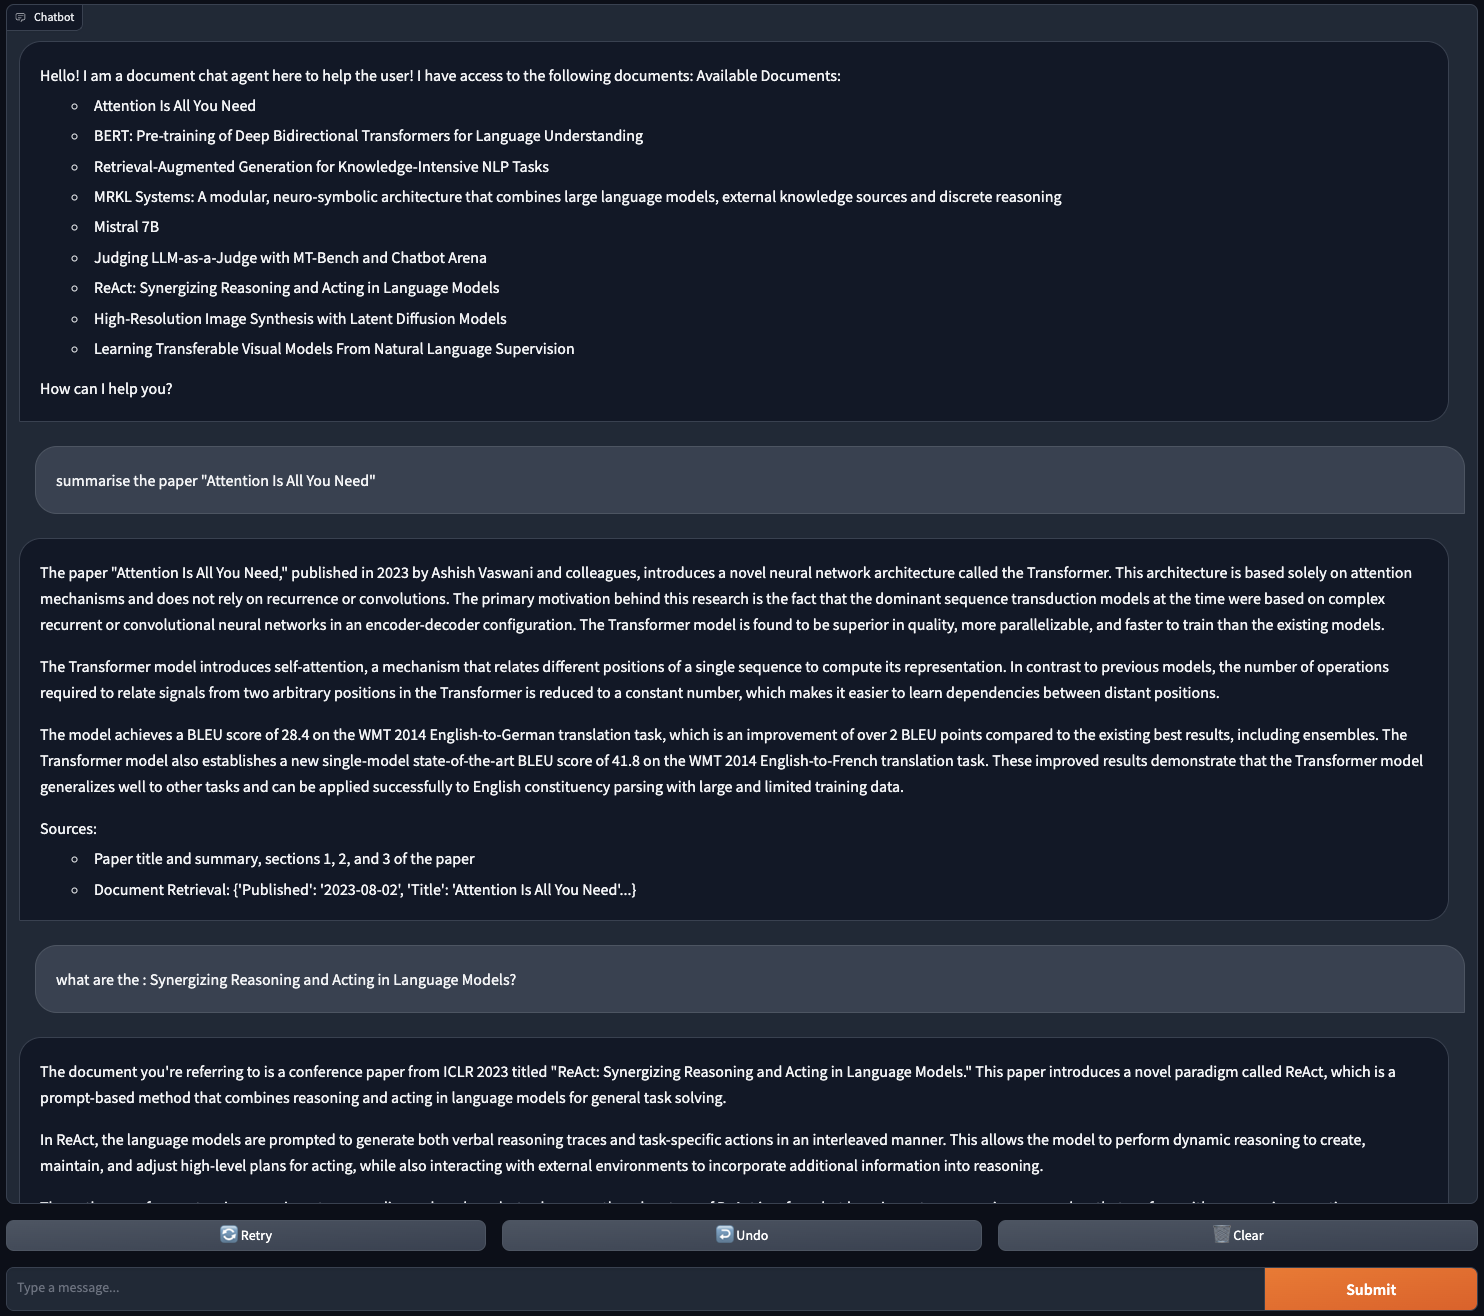 Chatbot
Hello! I am a document chat agent here to help the user! I have access to the following documents: Available Documents:
Attention Is All You Need
BERT: Pre-training of Deep Bidirectional Transformers for Language Understanding
Retrieval-Augmented Generation for Knowledge-Intensive NLP Tasks
MRKL Systems: A modular, neuro-symbolic architecture that combines large language models, external knowledge sources and discrete reasoning
Mistral 7B
Judging LLM-as-a-Judge with MT-Bench and Chatbot Arena
ReAct: Synergizing Reasoning and Acting in Language Models
High-Resolution Image Synthesis with Latent Diffusion Models
Learning Transferable Visual Models From Natural Language Supervision
How can I help you?
summarise the paper "Attention Is All You Need"
The paper "Attention Is All You Need," published in 2023 by Ashish Vaswani and colleagues, introduces a novel neural network architecture called the Transformer. This architecture is based solely on attention
mechanisms and does not rely on recurrence or convolutions. The primary motivation behind this research is the fact that the dominant sequence transduction models at the time were based on complex
recurrent or convolutional neural networks in an encoder-decoder configuration. The Transformer model is found to be superior in quality, more parallelizable, and faster to train than the existing models.
The Transformer model introduces self-attention, a mechanism that relates different positions of a single sequence to compute its representation. In contrast to previous models, the number of operations
required to relate signals from two arbitrary positions in the Transformer is reduced to a constant number, which makes it easier to learn dependencies between distant positions.
The model achieves a BLEU score of 28.4 on the WMT 2014 English-to-German translation task, which is an improvement of over 2 BLEU points compared to the existing best results, including ensembles. The
Transformer model also establishes a new single-model state-of-the-art BLEU score of 41.8 on the WMT 2014 English-to-French translation task. These improved results demonstrate that the Transformer model
generalizes well to other tasks and can be applied successfully to English constituency parsing with large and limited training data.
Sources:
Paper title and summary, sections 1, 2, and 3 of the paper
Document Retrieval: {'Published': '2023-08-02', 'Title': 'Attention Is All You Need'...}
what are the : Synergizing Reasoning and Acting in Language Models?
The document you're referring to is a conference paper from ICLR 2023 titled "ReAct: Synergizing Reasoning and Acting in Language Models." This paper introduces a novel paradigm called ReAct, which is a
prompt-based method that combines reasoning and acting in language models for general task solving.
In ReAct, the language models are prompted to generate both verbal reasoning traces and task-specific actions in an interleaved manner. This allows the model to perform dynamic reasoning to create,
maintain, and adjust high-level plans for acting, while also interacting with external environments to incorporate additional information into reasoning.
Retry
Undo
Clear
Type a message...
Submit